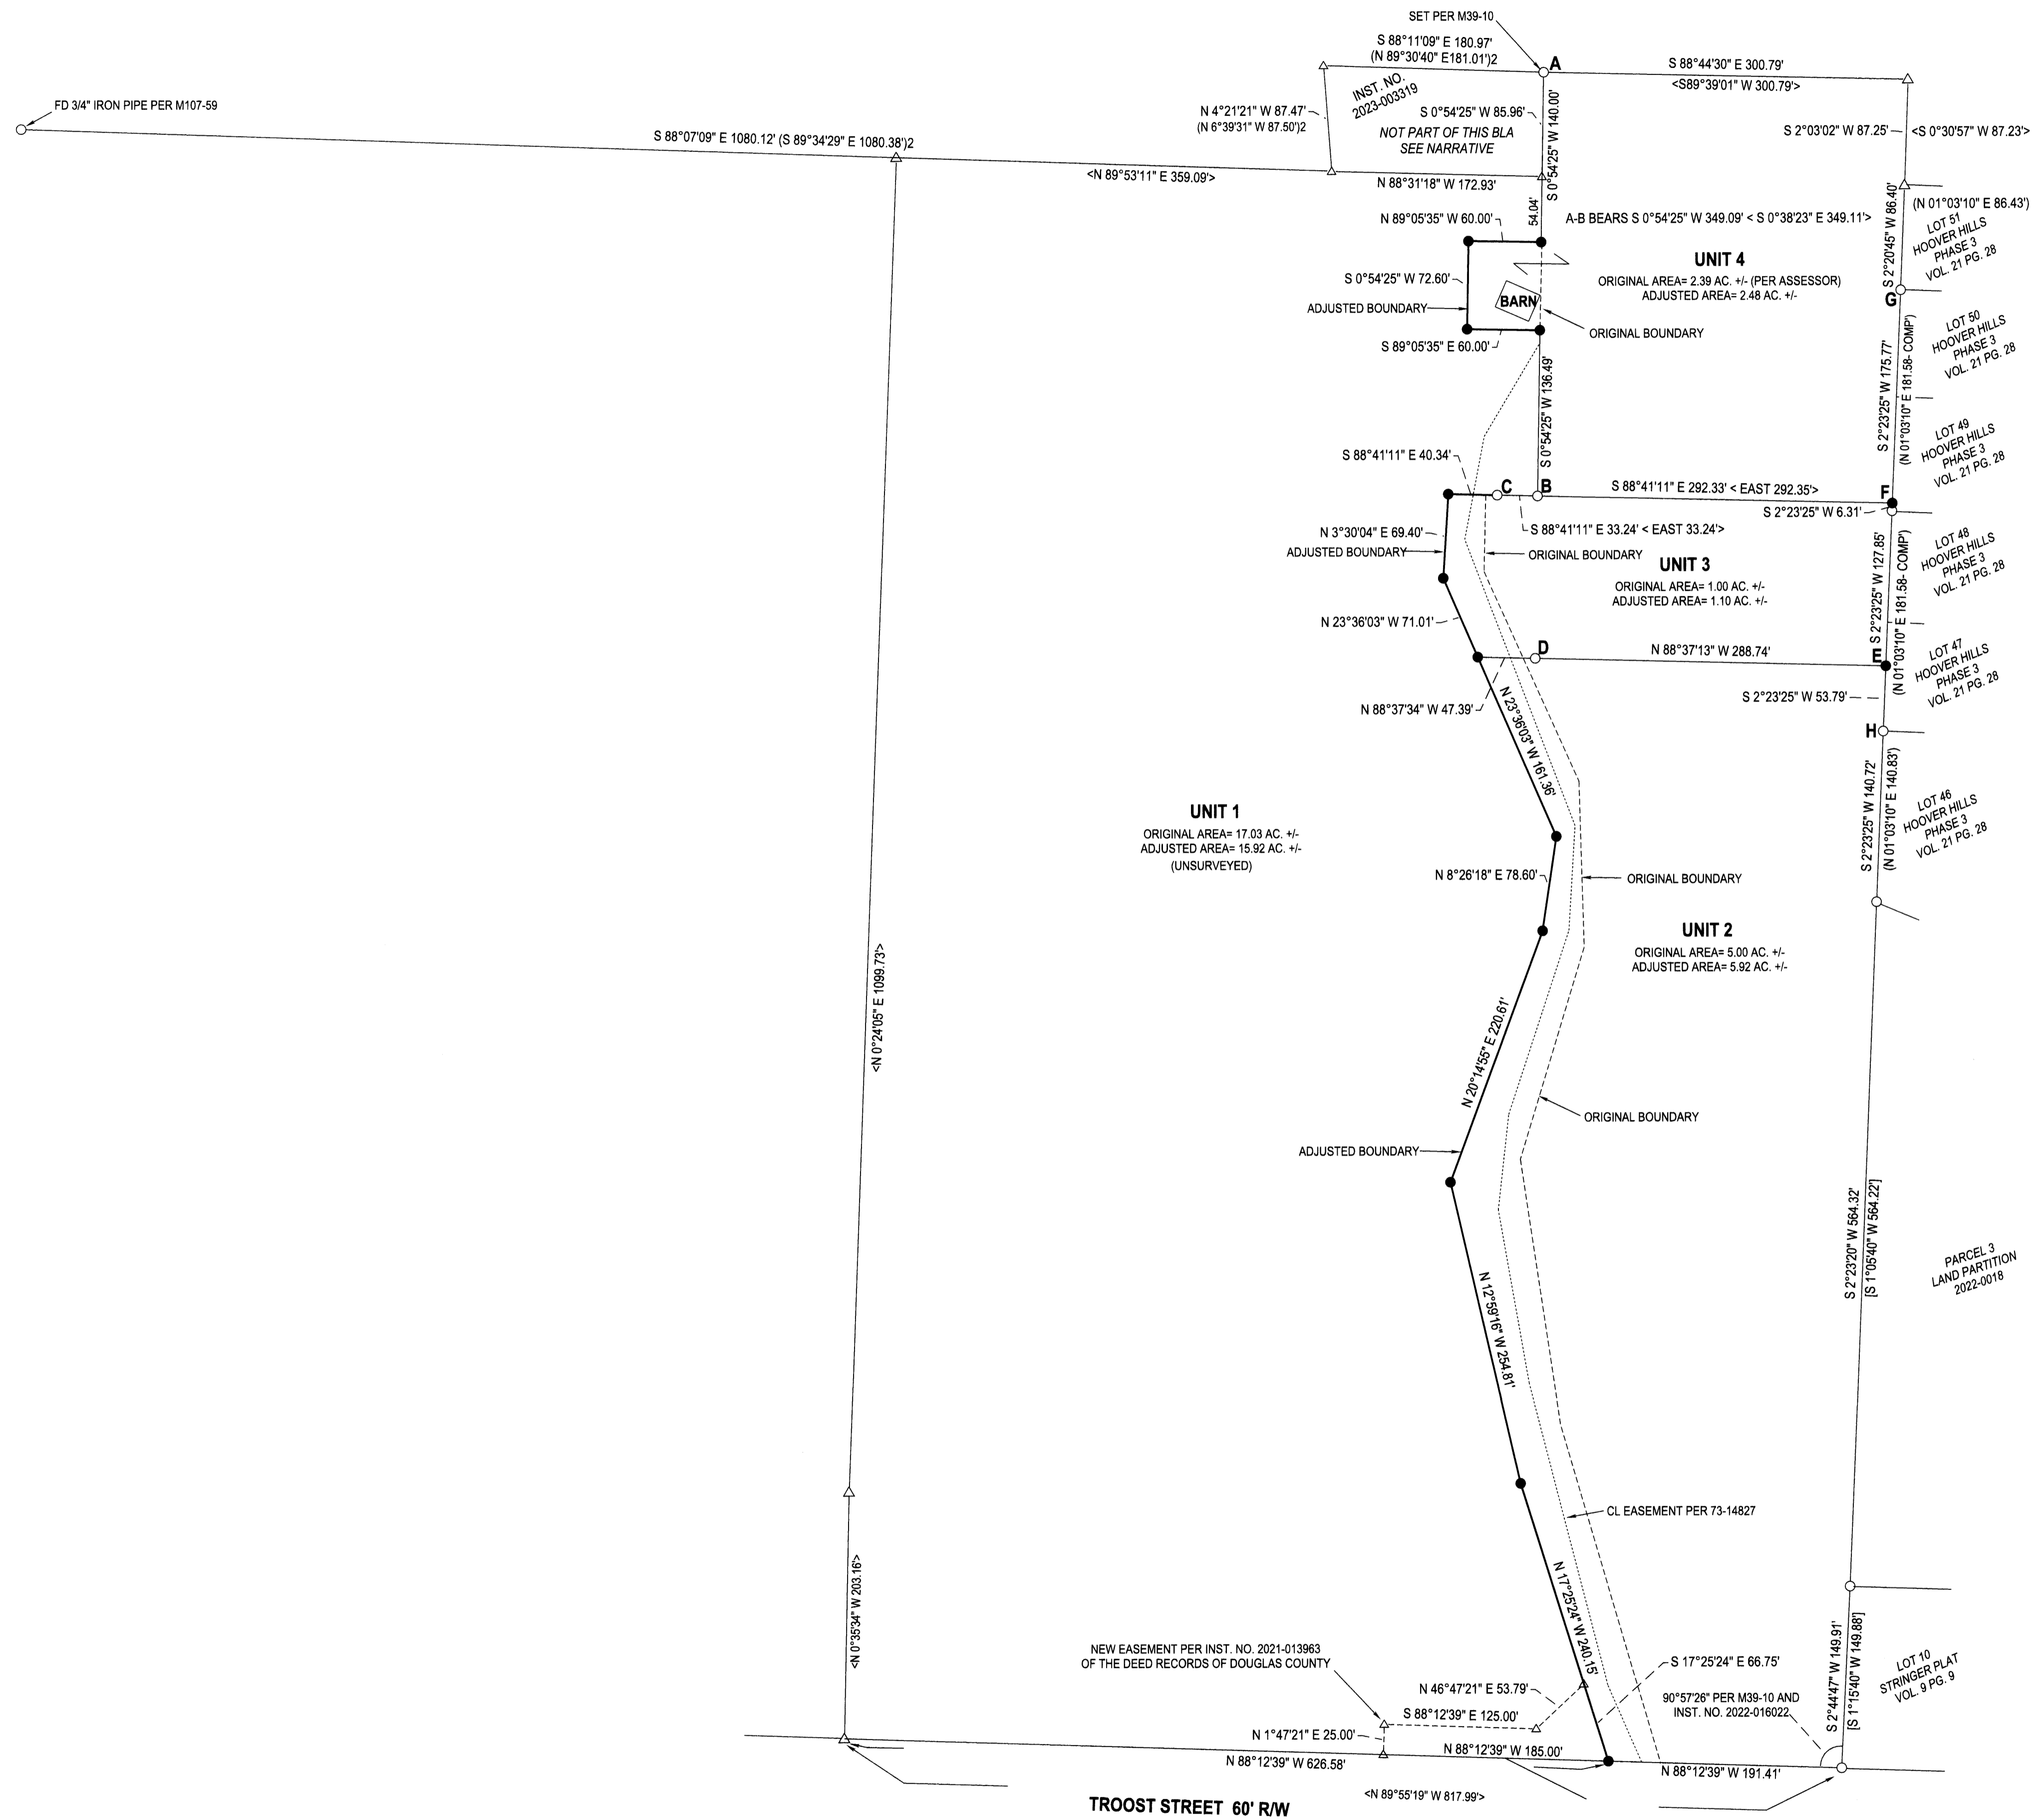 SET PER M39-10
S 88°11'09" E 180.97'
(N 89°30'40" E181.01')2
A
S 88°44'30" E 300.79'
<S89°39'01" W 300.79'>
FD 3/4" IRON PIPE PER M107-59
INST. NO.
2023-003319
N 4°21'21" W 87.47'
(N 6°39'31" W 87.50')2
S 0°54'25" W 85.96'
NOT PART OF THIS BLA
SEE NARRATIVE
S 0°54'25" W 140.00'
S 2°03'02" W 87.25'
<S 0°30'57" W 87.23'>
S 88°07'09" E 1080.12' (S 89°34'29" E 1080.38')2
<N 89°53'11" E 359.09'>
N 88°31'18" W 172.93'
54.04'
N 89°05'35" W 60.00'
A-B BEARS S 0°54'25" W 349.09' < S 0°38'23" E 349.11'>
S 2°20'45" W 86.40'
(N 01°03'10" E 86.43')
LOT 51
HOOVER HILLS
PHASE 3
VOL. 21 PG. 28
UNIT 4
ORIGINAL AREA= 2.39 AC. +/- (PER ASSESSOR)
ADJUSTED AREA= 2.48 AC. +/-
S 0°54'25" W 72.60'
ADJUSTED BOUNDARY
BARN
ORIGINAL BOUNDARY
S 89°05'35" E 60.00'
G
LOT 50
HOOVER HILLS
PHASE 3
VOL. 21 PG. 28
S 2°23'25" W 175.77'
(N 01°03'10" E 181.58- COMP')
S 0°54'25" W 136.49'
LOT 49
HOOVER HILLS
PHASE 3
VOL. 21 PG. 28
S 88°41'11" E 40.34'
C
B
S 88°41'11" E 292.33' < EAST 292.35'>
F
S 2°23'25" W 6.31'
S 88°41'11" E 33.24' < EAST 33.24'>
N 3°30'04" E 69.40'
ADJUSTED BOUNDARY
ORIGINAL BOUNDARY
UNIT 3
ORIGINAL AREA= 1.00 AC. +/-
ADJUSTED AREA= 1.10 AC. +/-
S 2°23'25" W 127.85'
(N 01°03'10" E 181.58- COMP')
LOT 48
HOOVER HILLS
PHASE 3
VOL. 21 PG. 28
N 23°36'03" W 71.01'
D
N 88°37'13" W 288.74'
E
LOT 47
HOOVER HILLS
PHASE 3
VOL. 21 PG. 28
N 88°37'34" W 47.39'
S 2°23'25" W 53.79'
N 23°36'03" W 161.36'
H
UNIT 1
ORIGINAL AREA= 17.03 AC. +/-
ADJUSTED AREA= 15.92 AC. +/-
(UNSURVEYED)
S 2°23'25" W 140.72'
(N 01°03'10" E 140.83')
LOT 46
HOOVER HILLS
PHASE 3
VOL. 21 PG. 28
N 8°26'18" E 78.60'
ORIGINAL BOUNDARY
UNIT 2
ORIGINAL AREA= 5.00 AC. +/-
ADJUSTED AREA= 5.92 AC. +/-
<N 0°24'05" E 1099.73'>
N 20°14'55" E 220.61'
ORIGINAL BOUNDARY
ADJUSTED BOUNDARY
S 2°23'20" W 564.32'
[S 1°05'40" W 564.22']
PARCEL 3
LAND PARTITION
2022-0018
N 12°59'16" W 254.81'
CL EASEMENT PER 73-14827
<N 0°35'34" W 203.16'>
N 17°25'24" W 240.15'
NEW EASEMENT PER INST. NO. 2021-013963
OF THE DEED RECORDS OF DOUGLAS COUNTY
S 17°25'24" E 66.75'
S 2°44'47" W 149.91'
[S 1°15'40" W 149.88']
LOT 10
STRINGER PLAT
VOL. 9 PG. 9
N 46°47'21" E 53.79'
90°57'26" PER M39-10 AND
INST. NO. 2022-016022
S 88°12'39" E 125.00'
N 1°47'21" E 25.00'
N 88°12'39" W 185.00'
N 88°12'39" W 626.58'
N 88°12'39" W 191.41'
<N 89°55'19" W 817.99'>
TROOST STREET 60' R/W